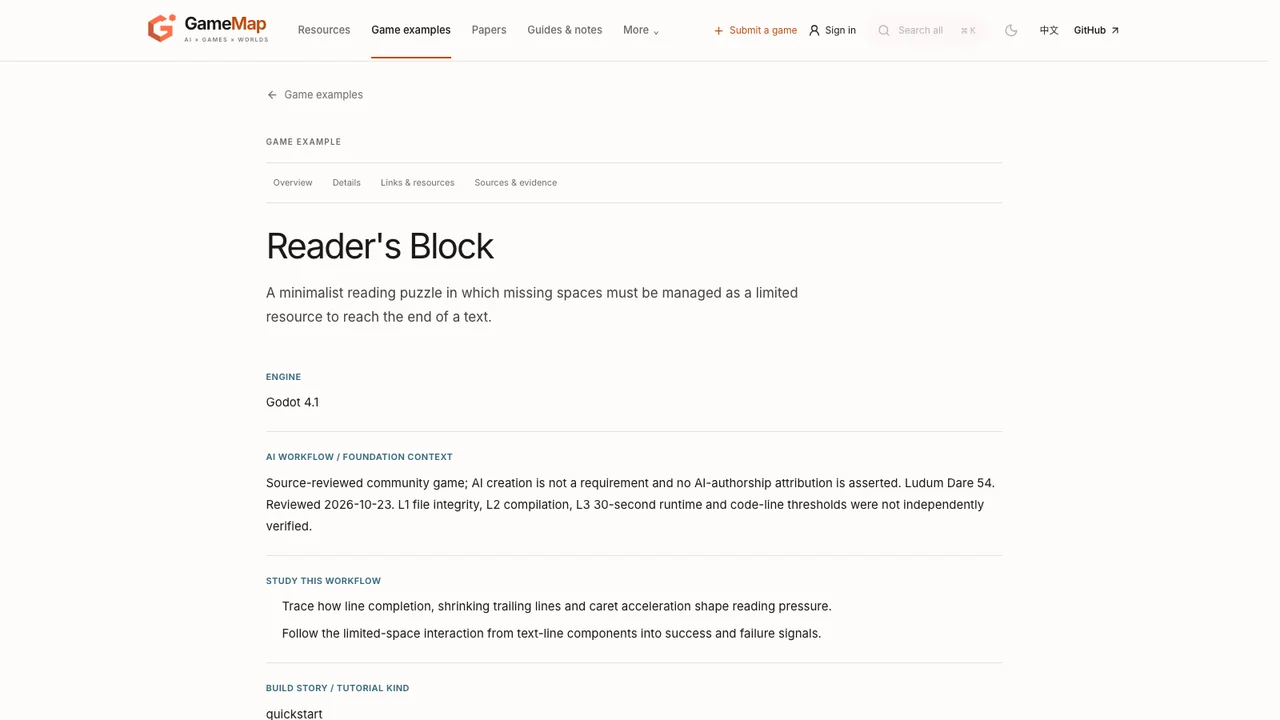 GameMap
AI × GAMES × WORLDS
Resources
Game examples
Papers
Guides & notes
More
Submit a game
Sign in
Search all
⌘ K
中文
GitHub
Game examples
GAME EXAMPLE
Overview
Details
Links & resources
Sources & evidence
Reader's Block
A minimalist reading puzzle in which missing spaces must be managed as a limited
resource to reach the end of a text.
ENGINE
Godot 4.1
AI WORKFLOW / FOUNDATION CONTEXT
Source-reviewed community game; AI creation is not a requirement and no AI-authorship attribution is asserted. Ludum Dare 54.
Reviewed 2026-10-23. L1 file integrity, L2 compilation, L3 30-second runtime and code-line thresholds were not independently
verified.
STUDY THIS WORKFLOW
Trace how line completion, shrinking trailing lines and caret acceleration shape reading pressure.
Follow the limited-space interaction from text-line components into success and failure signals.
BUILD STORY / TUTORIAL KIND
quickstart